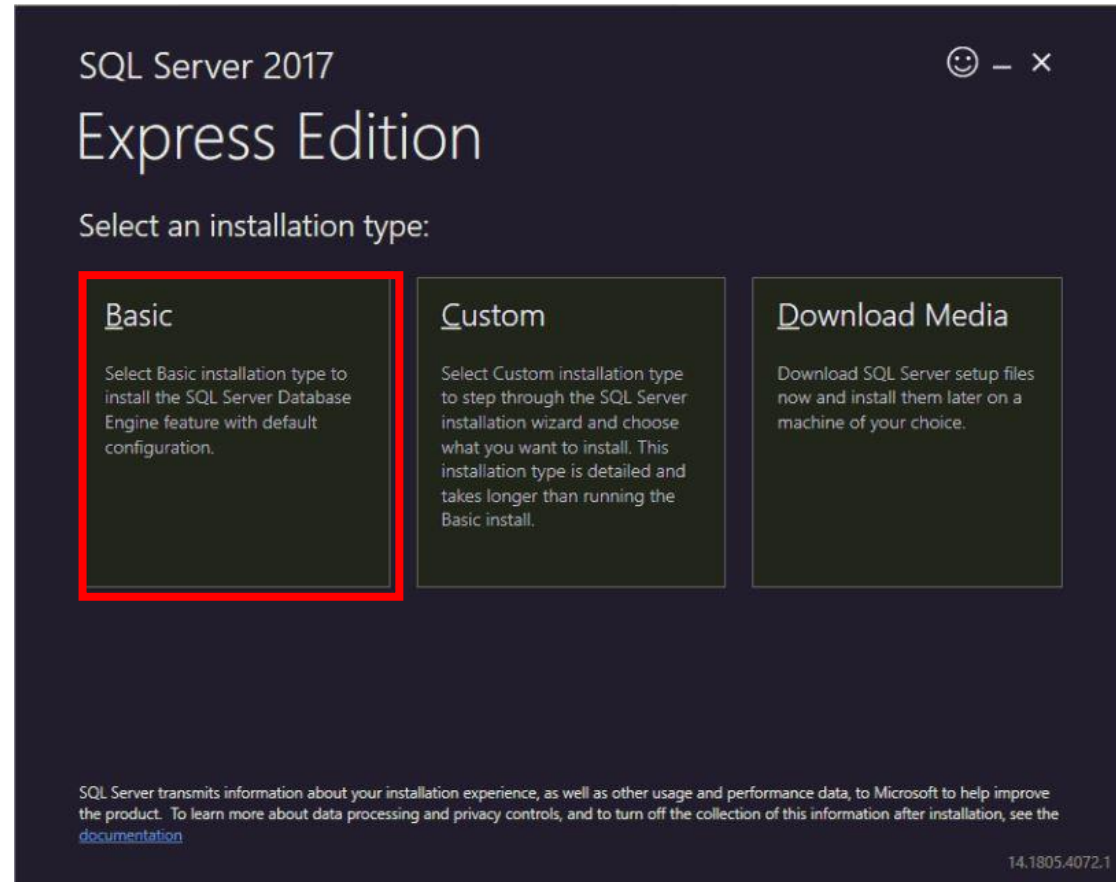 SQL Server 2017
Express Edition
Select an installation type:
Basic
Select Basic installation type to
install the SQL Server Database
Engine feature with default
configuration.
Custom
Select Custom installation type
to step through the SQL Server
installation wizard and choose
what you want to install. This
installation type is detailed and
takes longer than running the
Basic install.
Download Media
Download SQL Server setup files
now and install them later on a
machine of your choice.
SQL Server transmits information about your installation experience, as well as other usage and performance data, to Microsoft to help improve
the product. To learn more about data processing and privacy controls, and to turn off the collection of this information after installation, see the
documentation
14.1805.4072.1